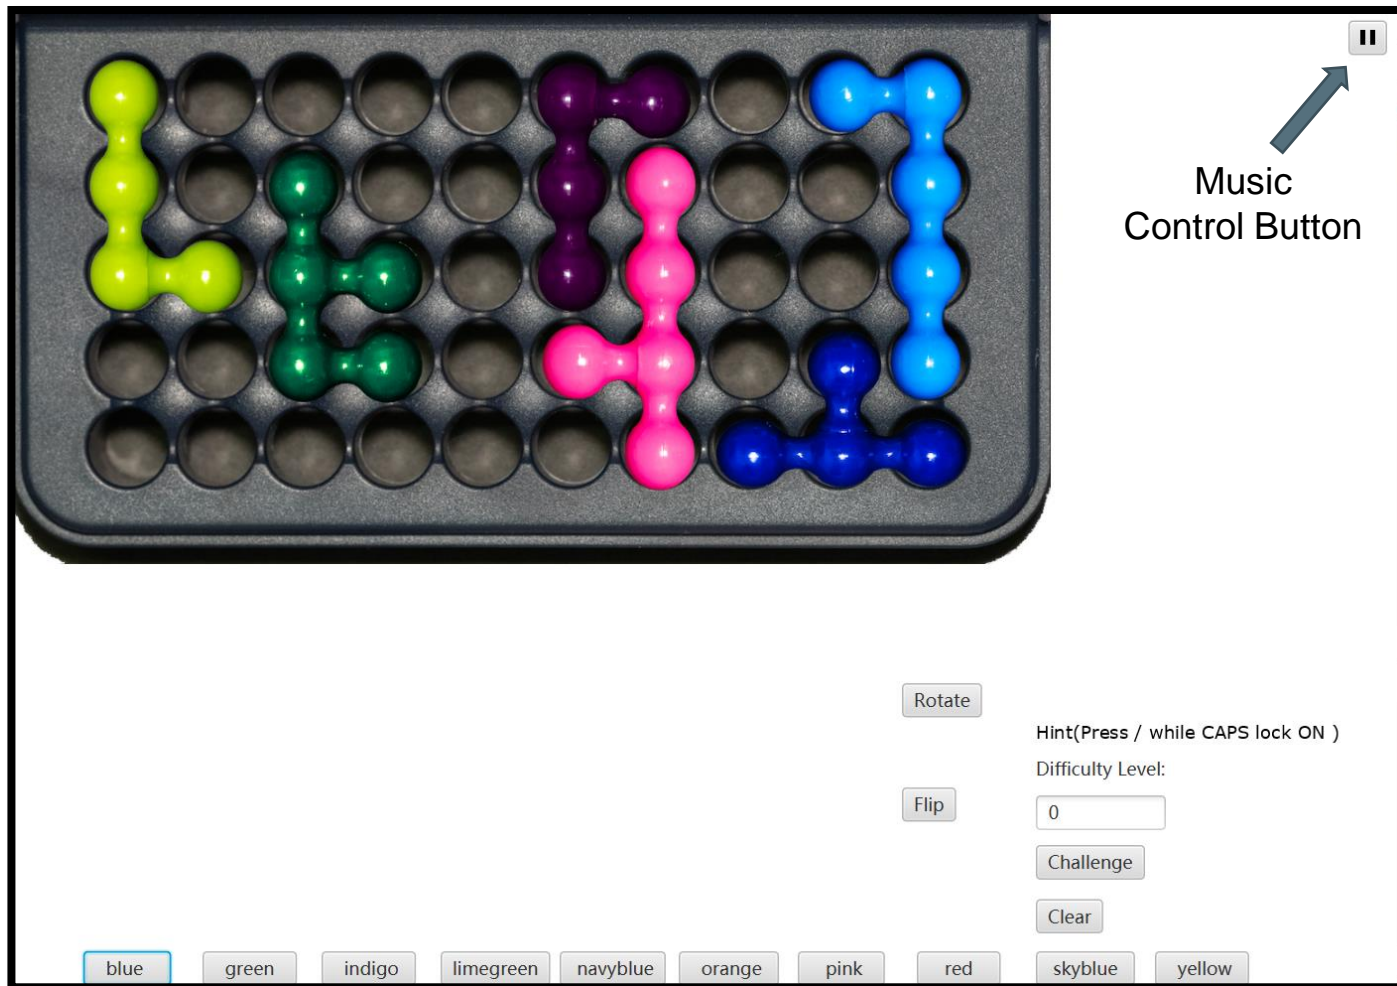 Music
Control Button
Rotate
Hint(Press / while CAPS lock ON )
Difficulty Level:
Flip
0
Challenge
Clear
blue green indigo limegreen navyblue orange pink red skyblue yellow